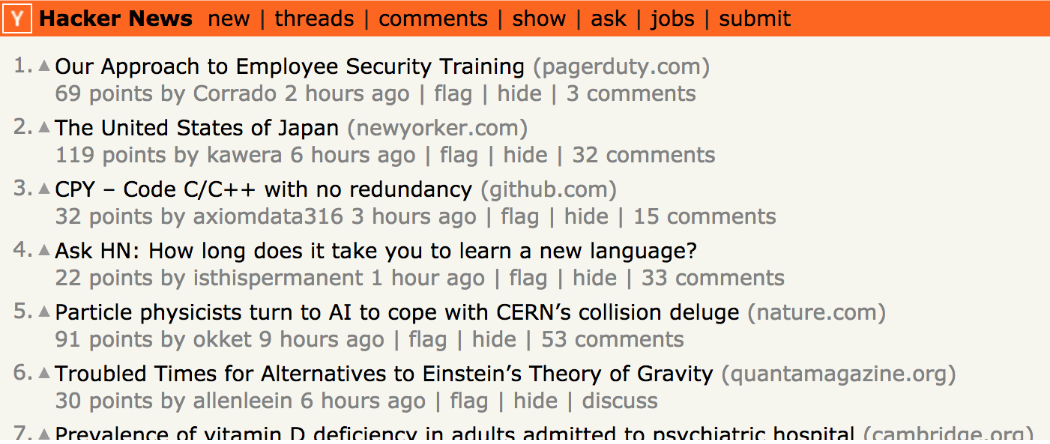 Y Hacker News new | threads | comments | show | ask | jobs | submit
1. ▲ Our Approach to Employee Security Training (pagerduty.com)
69 points by Corrado 2 hours ago | flag | hide | 3 comments
2. ▲ The United States of Japan (newyorker.com)
119 points by kawera 6 hours ago | flag | hide | 32 comments
3. ▲ CPY – Code C/C++ with no redundancy (github.com)
32 points by axiomdata316 3 hours ago | flag | hide | 15 comments
4. ▲ Ask HN: How long does it take you to learn a new language?
22 points by isthispermanent 1 hour ago | flag | hide | 33 comments
5. ▲ Particle physicists turn to AI to cope with CERN’s collision deluge (nature.com)
91 points by okket 9 hours ago | flag | hide | 53 comments
6. ▲ Troubled Times for Alternatives to Einstein’s Theory of Gravity (quantamagazine.org)
30 points by allenleein 6 hours ago | flag | hide | discuss
7. ▲ Prevalence of vitamin D deficiency in adults admitted to psychiatric hospital (cambridge.org)